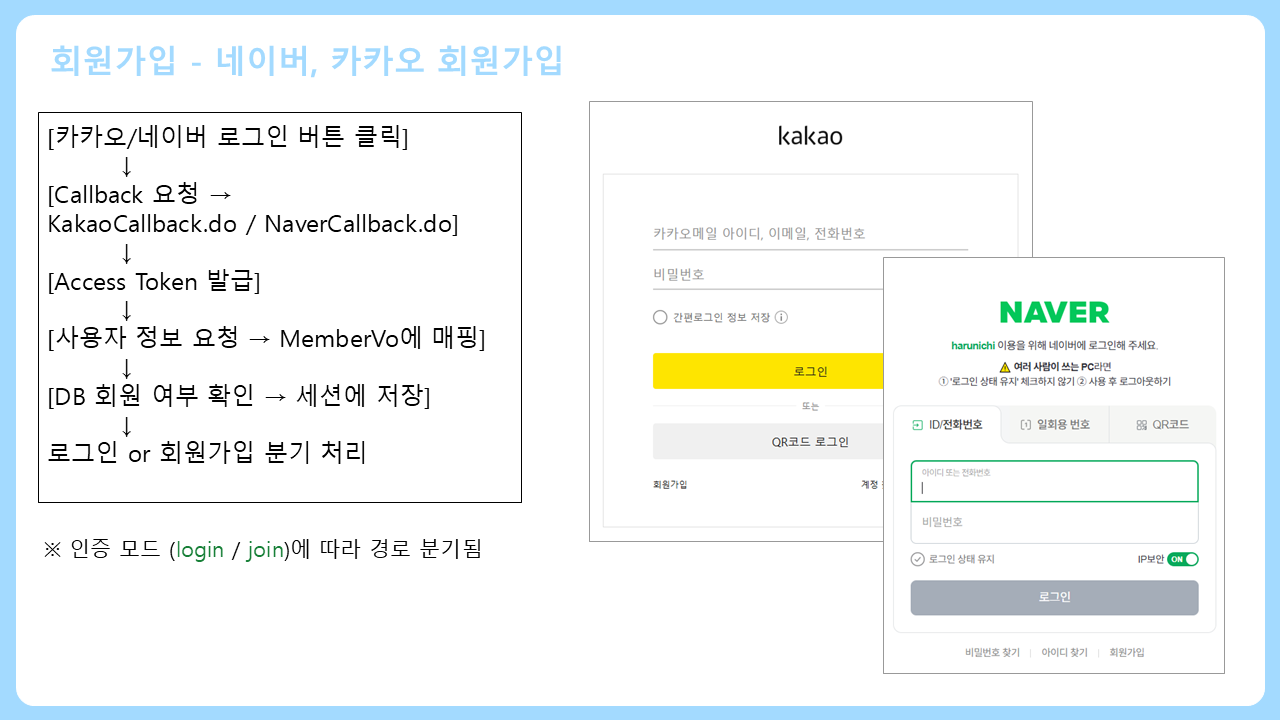 회원가입 - 네이버, 카카오 회원가입
[카카오/네이버 로그인 버튼 클릭]
↓
[Callback 요청 →
KakaoCallback.do / NaverCallback.do]
↓
[Access Token 발급]
↓
[사용자 정보 요청 → MemberVo에 매핑]
↓
[DB 회원 여부 확인 → 세션에 저장]
↓
로그인 or 회원가입 분기 처리
※ 인증 모드 (login / join)에 따라 경로 분기됨
kakao
카카오메일 아이디, 이메일, 전화번호
비밀번호
간편로그인 정보 저장 ⓘ
로그인
또는
QR코드 로그인
회원가입 계정
NAVER
harunichi 이용을 위해 네이버에 로그인해 주세요.
⚠ 여러 사람이 쓰는 PC라면
① '로그인 상태 유지' 체크하지 않기 ② 사용 후 로그아웃하기
ID/전화번호 일회용 번호 QR코드
아이디 또는 전화번호
비밀번호
로그인 상태 유지 IP보안 ON
로그인
비밀번호 찾기 | 아이디 찾기 | 회원가입